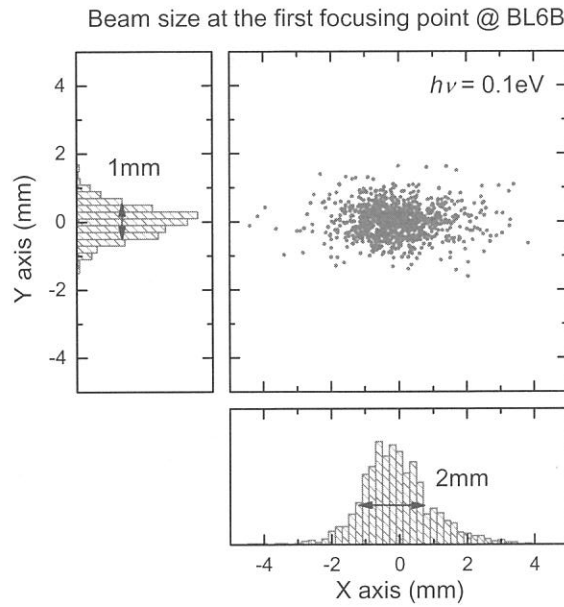 Beam size at the first focusing point @ BL6B
hν = 0.1eV
1mm
Y axis (mm)
4
2
0
-2
-4
2mm
-4
-2
0
2
4
X axis (mm)